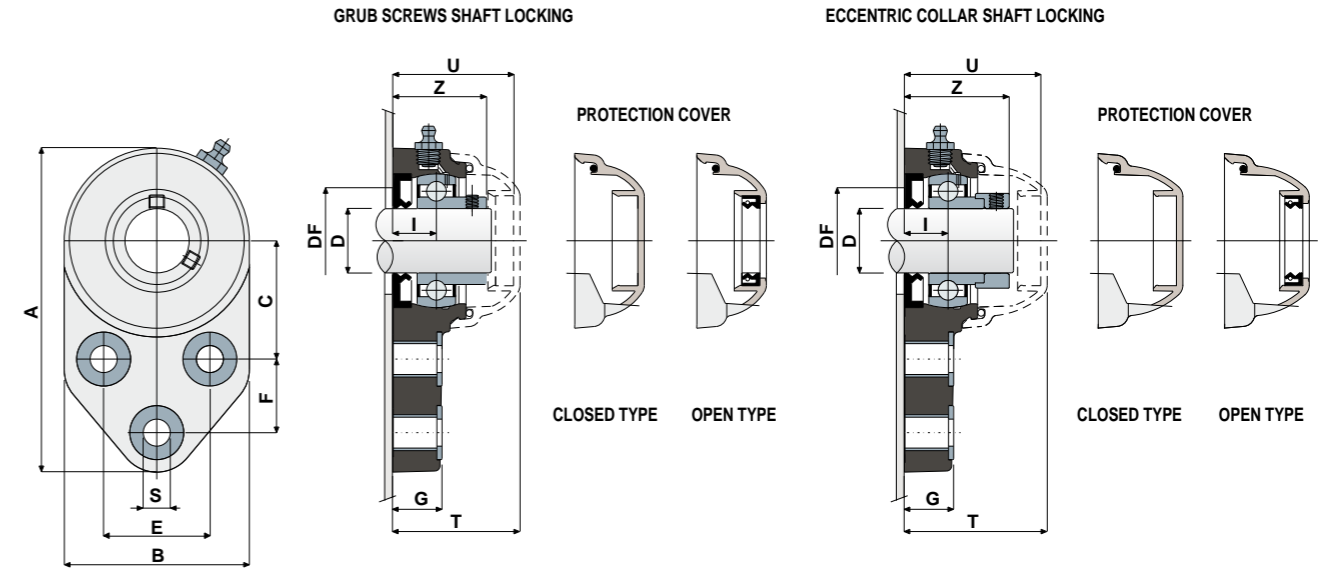 GRUB SCREWS SHAFT LOCKING
ECCENTRIC COLLAR SHAFT LOCKING
U
Z
PROTECTION COVER
DF
D
I
G
T
CLOSED TYPE
OPEN TYPE
U
Z
PROTECTION COVER
DF
D
I
G
T
CLOSED TYPE
OPEN TYPE
A
C
F
S
E
B